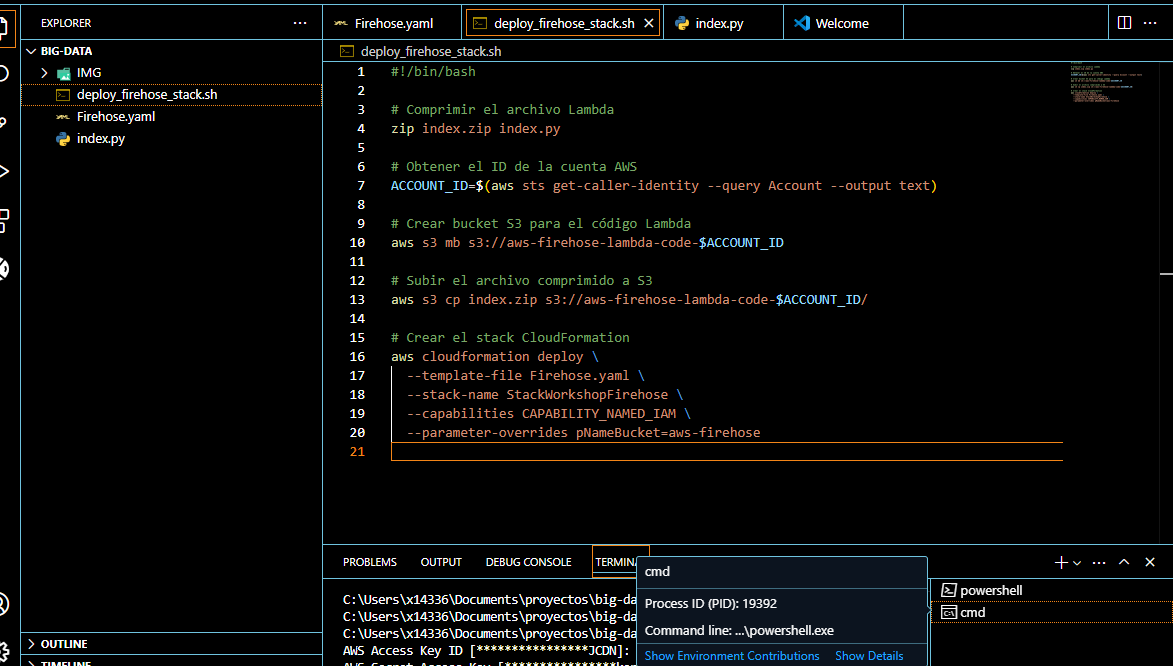 EXPLORER
BIG-DATA
IMG
deploy_firehose_stack.sh
Firehose.yaml
index.py
OUTLINE
TIMELINE
Firehose.yaml
deploy_firehose_stack.sh
index.py
Welcome
deploy_firehose_stack.sh
1 #!/bin/bash
2
3 # Comprimir el archivo Lambda
4 zip index.zip index.py
5
6 # Obtener el ID de la cuenta AWS
7 ACCOUNT_ID=$(aws sts get-caller-identity --query Account --output text)
8
9 # Crear bucket S3 para el código Lambda
10 aws s3 mb s3://aws-firehose-lambda-code-$ACCOUNT_ID
11
12 # Subir el archivo comprimido a S3
13 aws s3 cp index.zip s3://aws-firehose-lambda-code-$ACCOUNT_ID/
14
15 # Crear el stack CloudFormation
16 aws cloudformation deploy \
17 --template-file Firehose.yaml \
18 --stack-name StackWorkshopFirehose \
19 --capabilities CAPABILITY_NAMED_IAM \
20 --parameter-overrides pNameBucket=aws-firehose
21
PROBLEMS OUTPUT DEBUG CONSOLE TERMIN
C:\Users\x14336\Documents\proyectos\big-da
C:\Users\x14336\Documents\proyectos\big-da
C:\Users\x14336\Documents\proyectos\big-da
AWS Access Key ID [****************JCDN]:
cmd
Process ID (PID): 19392
Command line: ...\powershell.exe
Show Environment Contributions Show Details
powershell
cmd